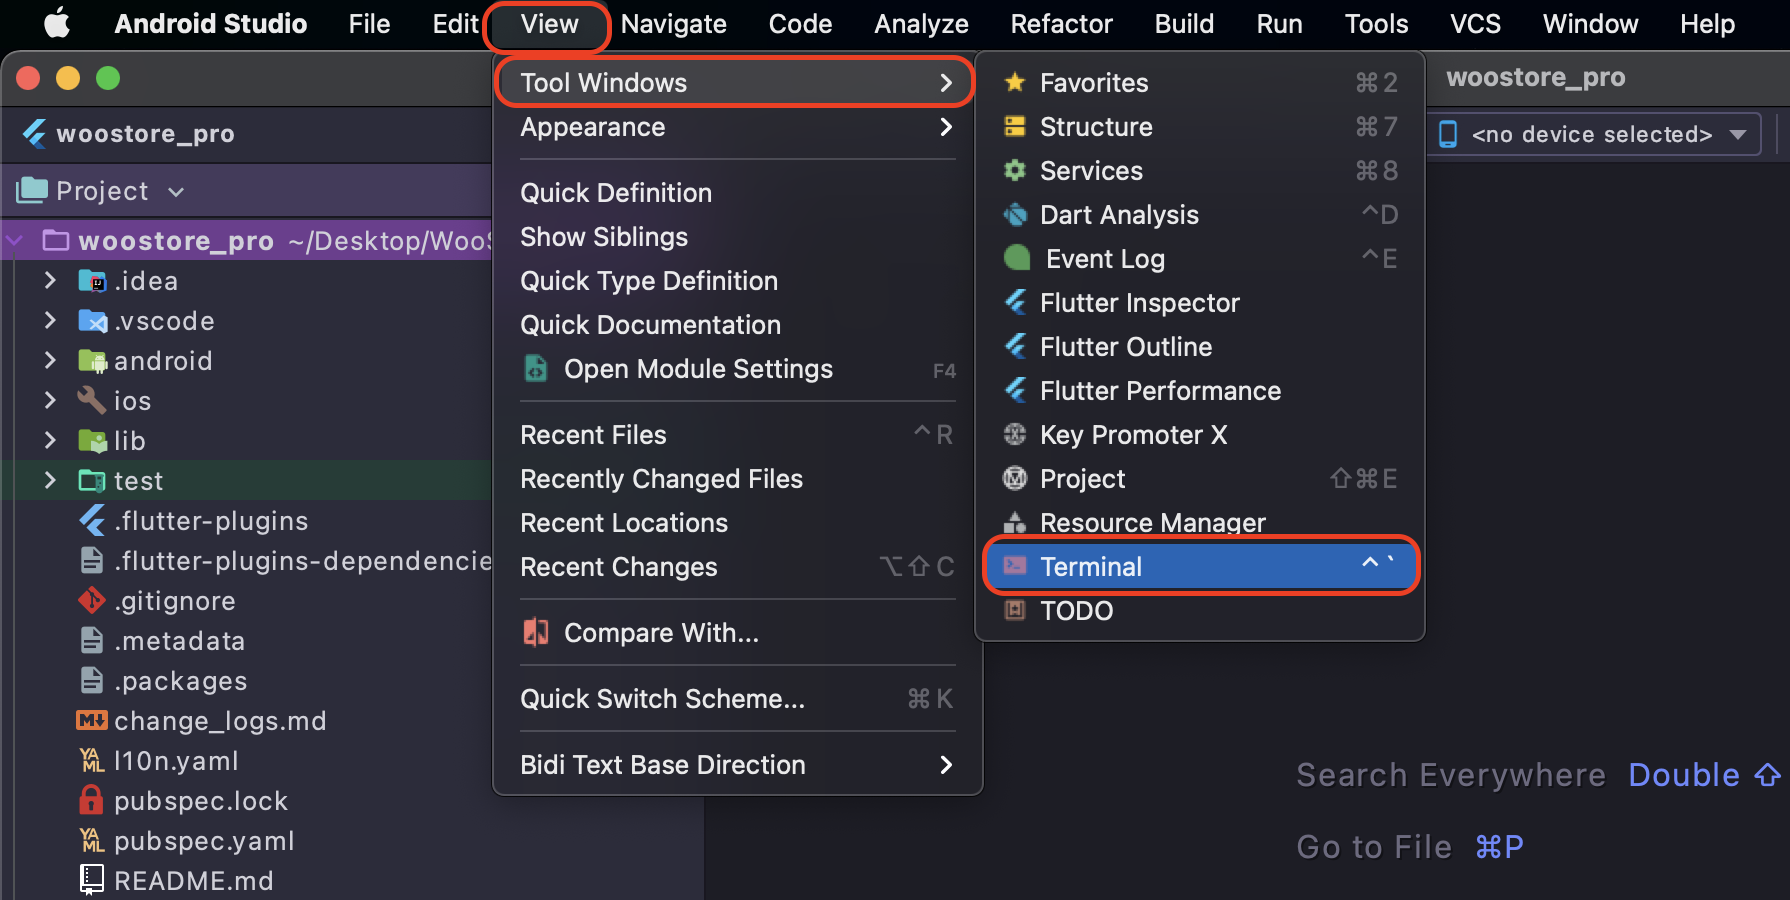 Android Studio File Edit View Navigate Code Analyze Refactor Build Run Tools VCS Window Help
woostore_pro
woostore_pro
<no device selected>
Project
woostore_pro ~/Desktop/WooS
.idea
.vscode
android
ios
lib
test
.flutter-plugins
.flutter-plugins-dependencie
.gitignore
.metadata
.packages
change_logs.md
l10n.yaml
pubspec.lock
pubspec.yaml
README.md
Tool Windows
Appearance
Quick Definition
Show Siblings
Quick Type Definition
Quick Documentation
Open Module Settings F4
Recent Files ^ R
Recently Changed Files
Recent Locations
Recent Changes ⌥⇧ C
Compare With...
Quick Switch Scheme... ⌘ K
Bidi Text Base Direction
Favorites ⌘ 2
Structure ⌘ 7
Services ⌘ 8
Dart Analysis ^ D
Event Log ^ E
Flutter Inspector
Flutter Outline
Flutter Performance
Key Promoter X
Project ⇧⌘ E
Resource Manager
Terminal ^ `
TODO
Search Everywhere Double ⇧
Go to File ⌘P